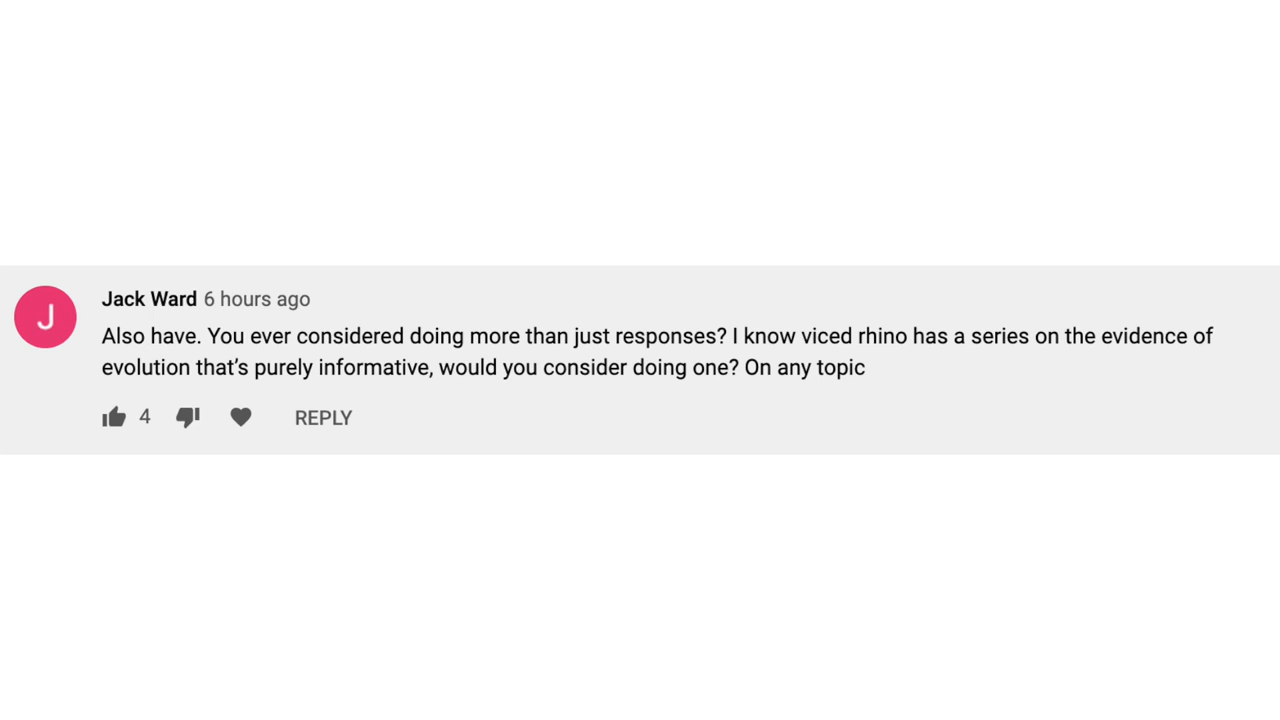 J
Jack Ward 6 hours ago
Also have. You ever considered doing more than just responses? I know viced rhino has a series on the evidence of
evolution that’s purely informative, would you consider doing one? On any topic
4 REPLY